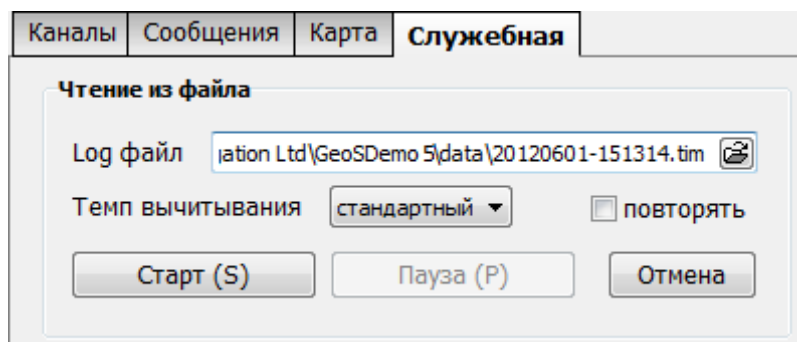 Каналы Сообщения Карта Служебная
Чтение из файла
Log файл ation Ltd\GeoSDemo 5\data\20120601-151314.tim
Темп вычитывания стандартный повторять
Старт (S) Пауза (P) Отмена